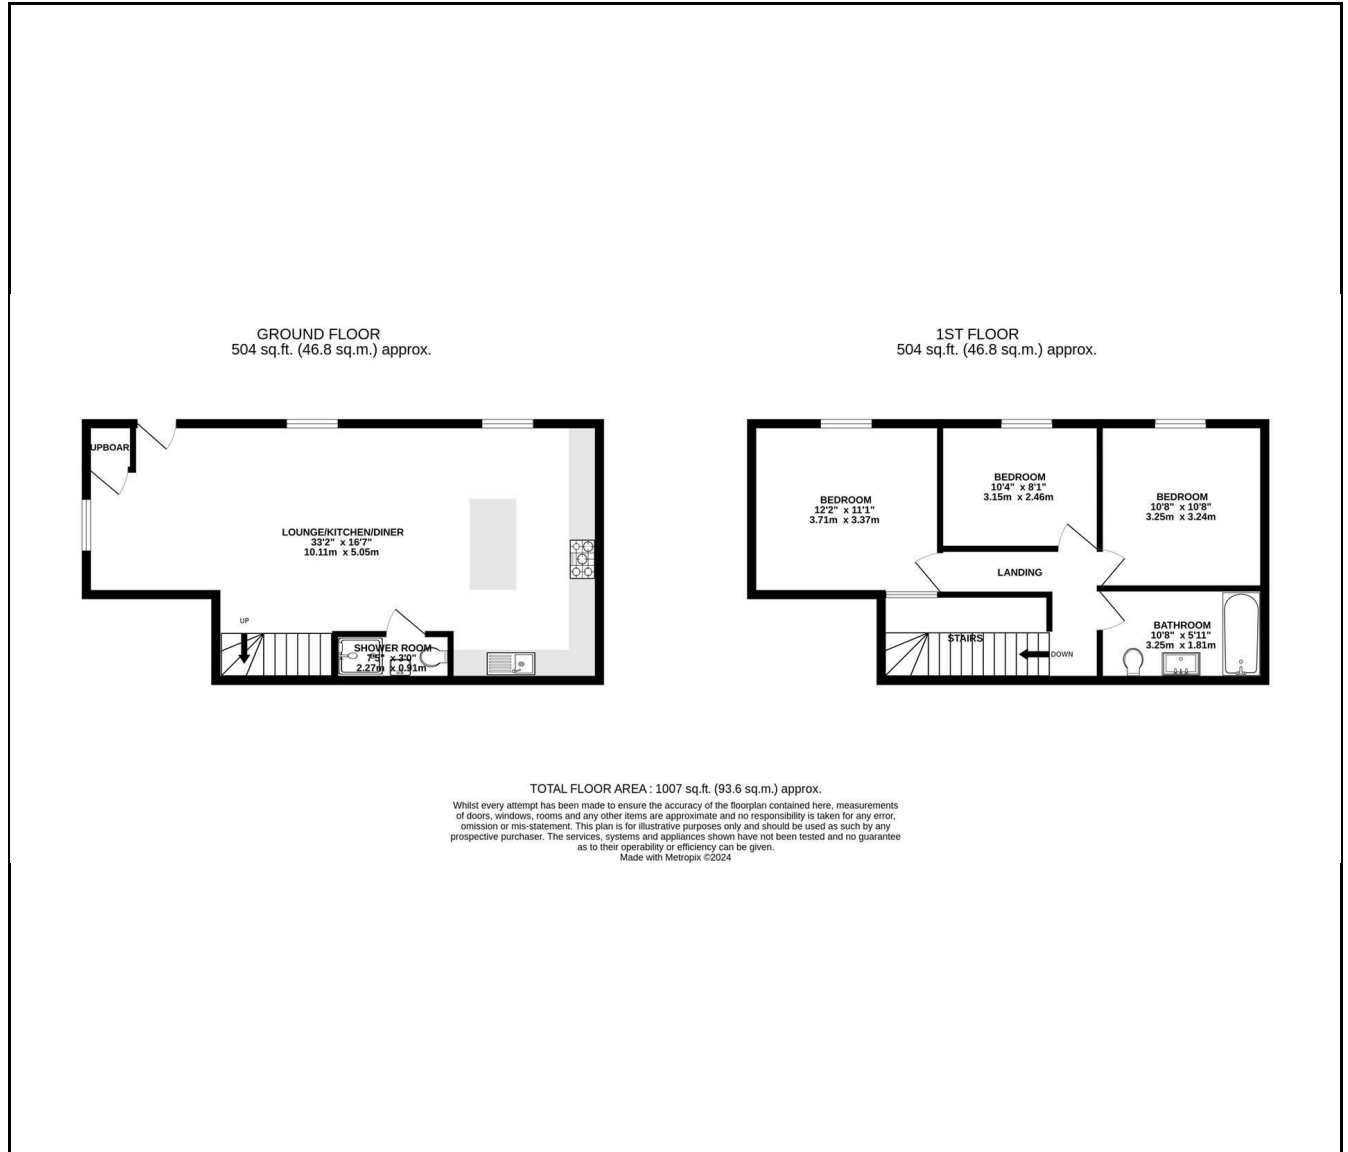 GROUND FLOOR
504 sq.ft. (46.8 sq.m.) approx.
1ST FLOOR
504 sq.ft. (46.8 sq.m.) approx.
UPBOAR
LOUNGE/KITCHEN/DINER
33'2" x 16'7"
10.11m x 5.05m
UP
SHOWER ROOM
7'5" x 3'0"
2.27m x 0.91m
BEDROOM
12'2" x 11'1"
3.71m x 3.37m
BEDROOM
10'4" x 8'1"
3.15m x 2.46m
BEDROOM
10'8" x 10'8"
3.25m x 3.24m
LANDING
STAIRS
DOWN
BATHROOM
10'8" x 5'11"
3.25m x 1.81m
TOTAL FLOOR AREA : 1007 sq.ft. (93.6 sq.m.) approx.
Whilst every attempt has been made to ensure the accuracy of the floorplan contained here, measurements
of doors, windows, rooms and any other items are approximate and no responsibility is taken for any error,
omission or mis-statement. This plan is for illustrative purposes only and should be used as such by any
prospective purchaser. The services, systems and appliances shown have not been tested and no guarantee
as to their operability or efficiency can be given.
Made with Metropix ©2024